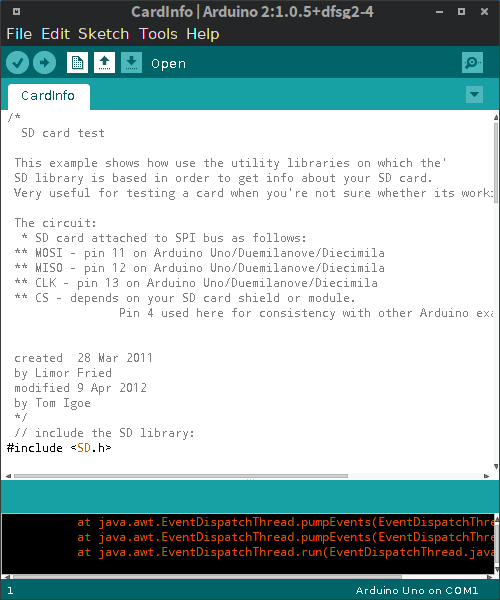 CardInfo | Arduino 2:1.0.5+dfsg2-4
File Edit Sketch Tools Help
Open
CardInfo
/*
SD card test
This example shows how use the utility libraries on which the'
SD library is based in order to get info about your SD card.
Very useful for testing a card when you're not sure whether its worki
The circuit:
* SD card attached to SPI bus as follows:
** MOSI - pin 11 on Arduino Uno/Duemilanove/Diecimila
** MISO - pin 12 on Arduino Uno/Duemilanove/Diecimila
** CLK - pin 13 on Arduino Uno/Duemilanove/Diecimila
** CS - depends on your SD card shield or module.
Pin 4 used here for consistency with other Arduino exa
created  28 Mar 2011
by Limor Fried
modified 9 Apr 2012
by Tom Igoe
*/
// include the SD library:
#include <SD.h>
at java.awt.EventDispatchThread.pumpEvents(EventDispatchThre
at java.awt.EventDispatchThread.pumpEvents(EventDispatchThre
at java.awt.EventDispatchThread.run(EventDispatchThread.java
1
Arduino Uno on COM1